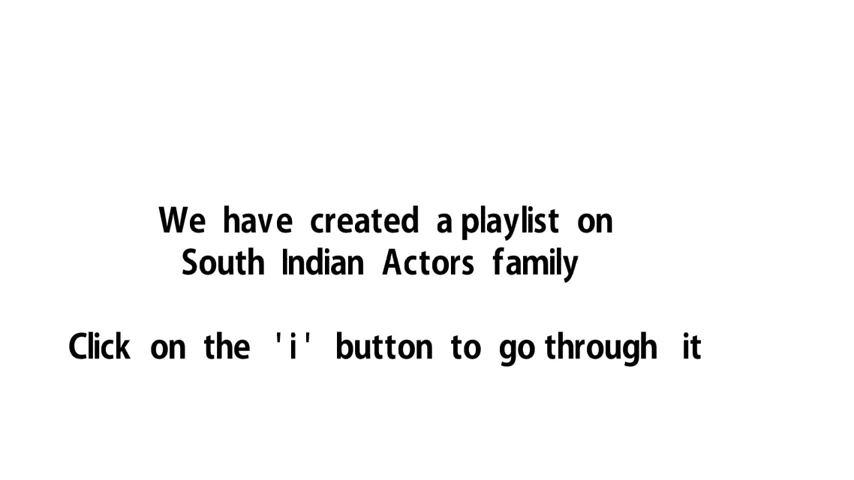 We have created a playlist on
South Indian Actors family
Click on the 'i' button to go through it